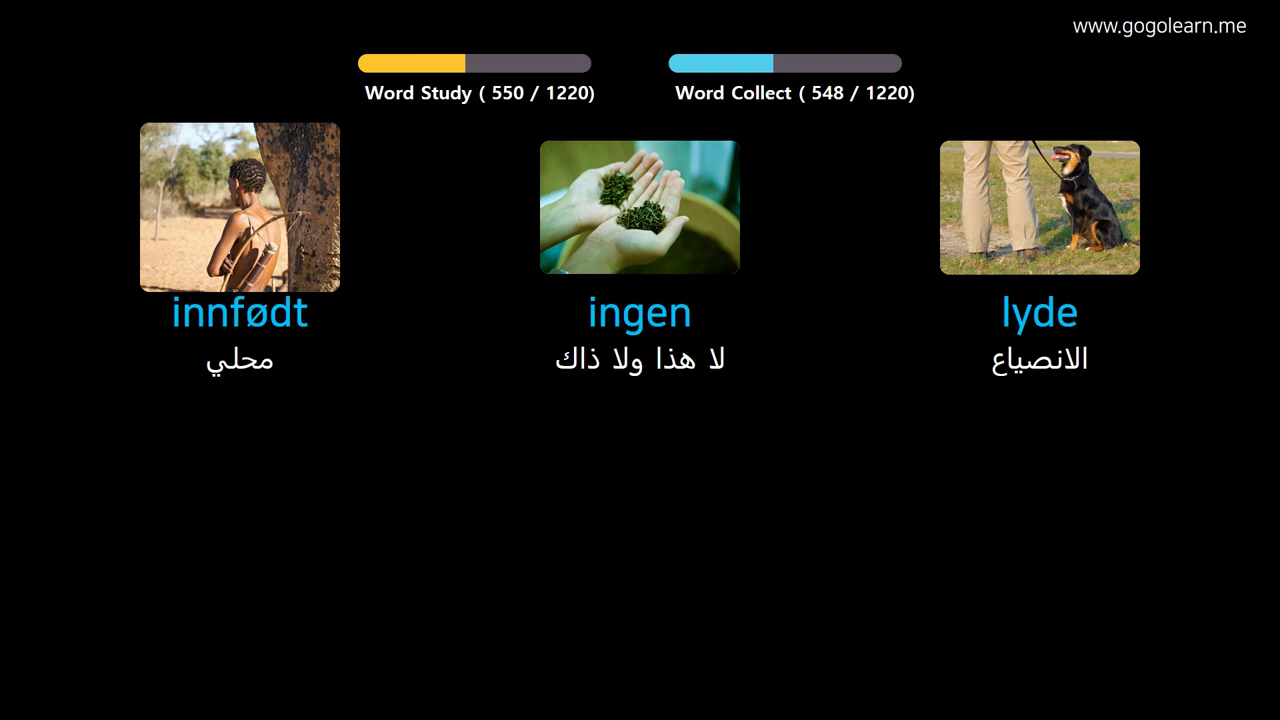 www.gogolearn.me
Word Study ( 550 / 1220)
Word Collect ( 548 / 1220)
innfødt
محلي
ingen
لا هذا ولا ذاك
lyde
الانصياع